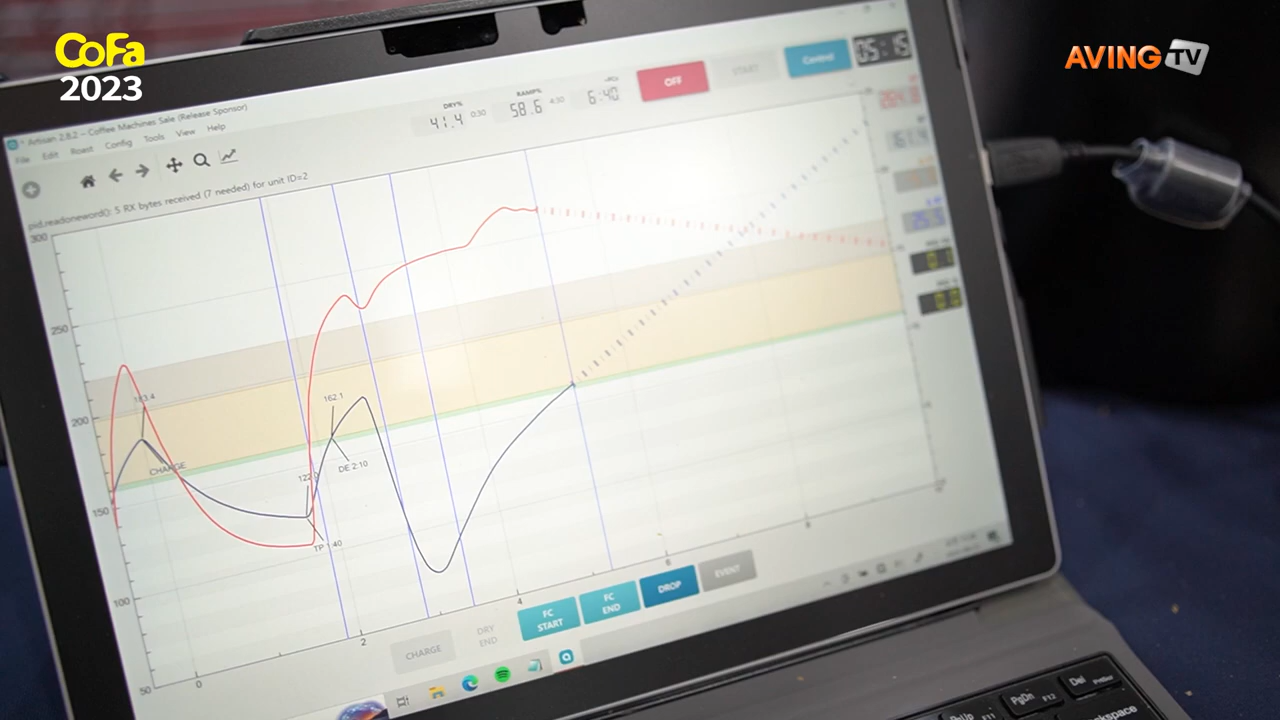 CoFa
2023
AVING TV
Artisan 2.8.2 – Coffee Machines Sale (Release Sponsor)
File Edit Roast Config Tools View Help
DRY%
41.4 0:30
RAMP%
58.6 4:30
6:40
OFF
START
Control
05:15
pid.readoneword(): 5 RX bytes received (7 needed) for unit ID=2
300
250
200
150
100
50
CHARGE
162.1
DE 2:10
0
2
4
6
8
CHARGE
DRY
END
FC
START
FC
END
DROP
EVENT
PgUp F11
PgDn F12
Del